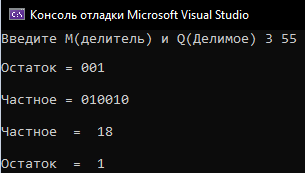 Консоль отладки Microsoft Visual Studio
Введите M(делитель) и Q(Делимое) 3 55
Остаток = 001
Частное = 010010
Частное  =  18
Остаток  =  1